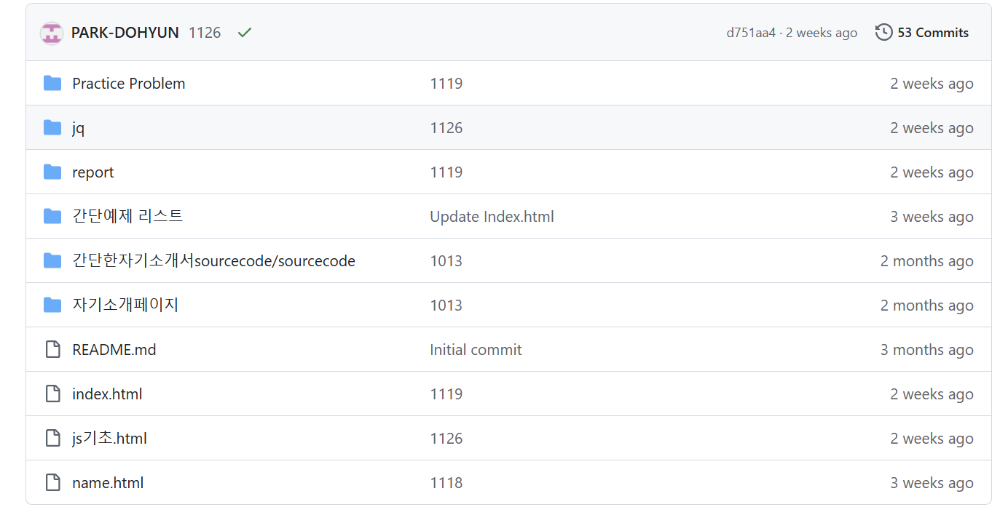 PARK-DOHYUN 1126 d751aa4 · 2 weeks ago 53 Commits
Practice Problem 1119 2 weeks ago
jq 1126 2 weeks ago
report 1119 2 weeks ago
간단예제 리스트 Update Index.html 3 weeks ago
간단한자기소개서sourcecode/sourcecode 1013 2 months ago
자기소개페이지 1013 2 months ago
README.md Initial commit 3 months ago
index.html 1119 2 weeks ago
js기초.html 1126 2 weeks ago
name.html 1118 3 weeks ago